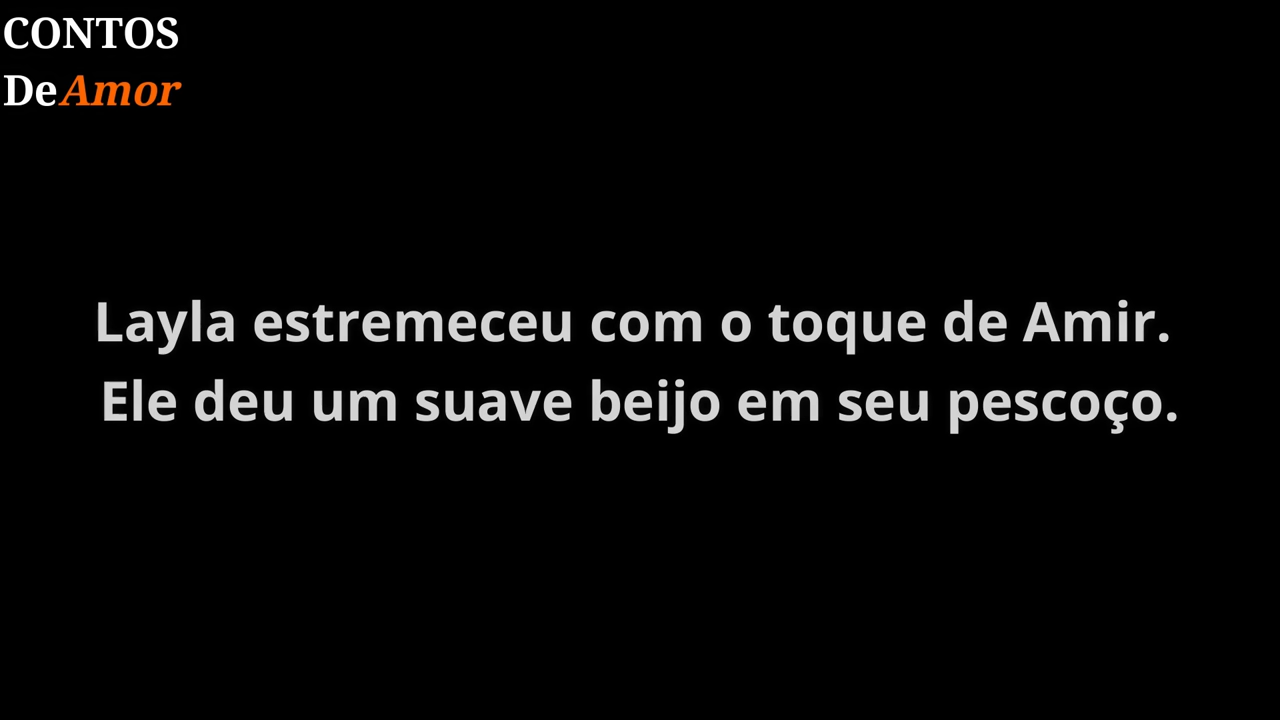 CONTOS
DeAmor
Layla estremeceu com o toque de Amir.
Ele deu um suave beijo em seu pescoço.